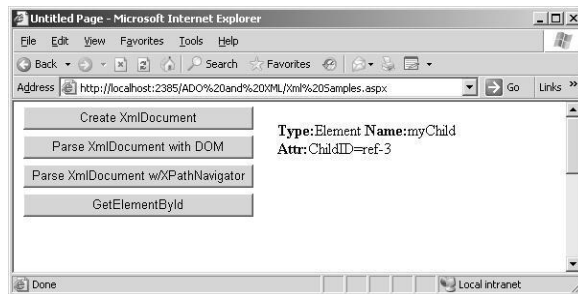 Untitled Page - Microsoft Internet Explorer
File Edit View Favorites Tools Help
Back Search Favorites
Address http://localhost:2385/ADO%20and%20XML/Xml%20Samples.aspx Go Links »
Create XmlDocument
Parse XmlDocument with DOM
Parse XmlDocument w/XPathNavigator
GetElementById
Type:Element Name:myChild
Attr:ChildID=ref-3
Done Local intranet